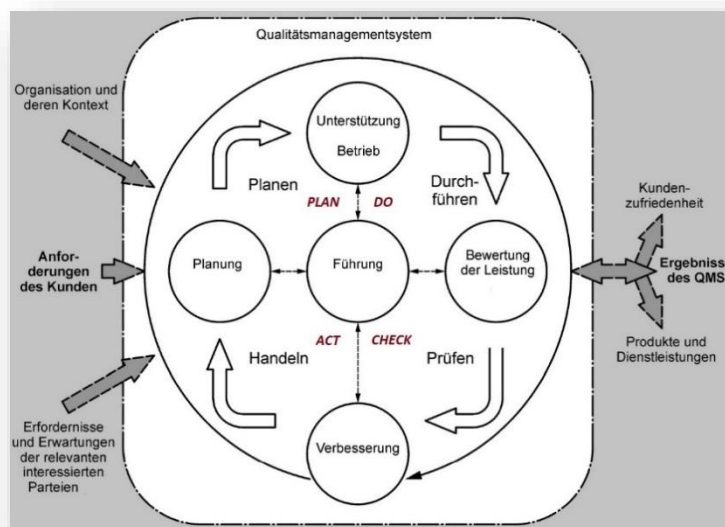 Qualitätsmanagementsystem
Organisation und
deren Kontext
Unterstützung
Betrieb
Planen
Durch-
führen
PLAN
DO
Kunden-
zufriedenheit
Anfor-
derungen
des Kunden
Planung
Führung
Bewertung
der Leistung
Ergebnisse
des QMS
ACT
CHECK
Handeln
Prüfen
Produkte und
Dienstleistungen
Erfordernisse
und Erwartungen
der relevanten
interessierten
Parteien
Verbesserung